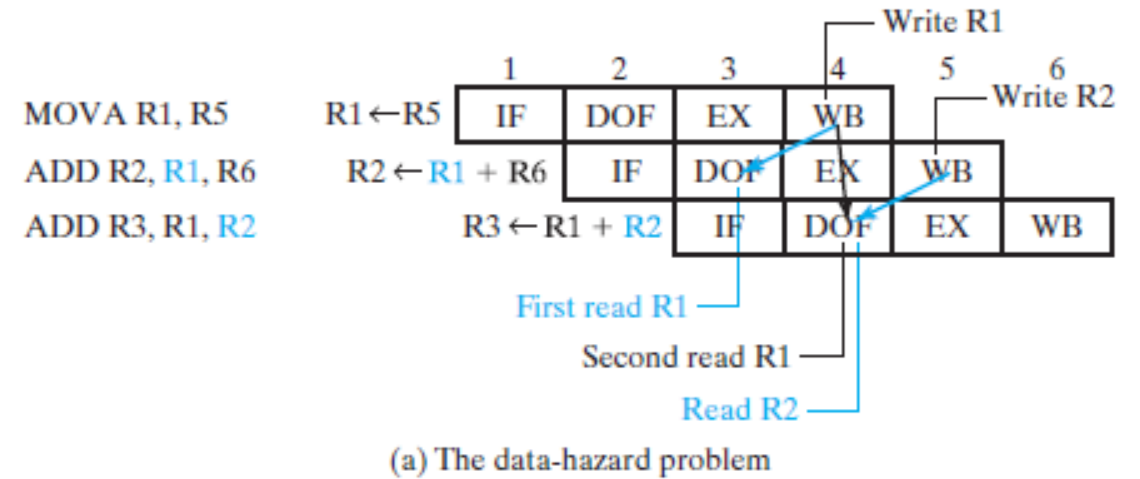 Write R1
1 2 3 4 5 6
Write R2
MOVA R1, R5 R1←R5 IF DOF EX WB
ADD R2, R1, R6 R2←R1 + R6 IF DOF EX WB
ADD R3, R1, R2 R3←R1 + R2 IF DOF EX WB
First read R1
Second read R1
Read R2
(a) The data-hazard problem